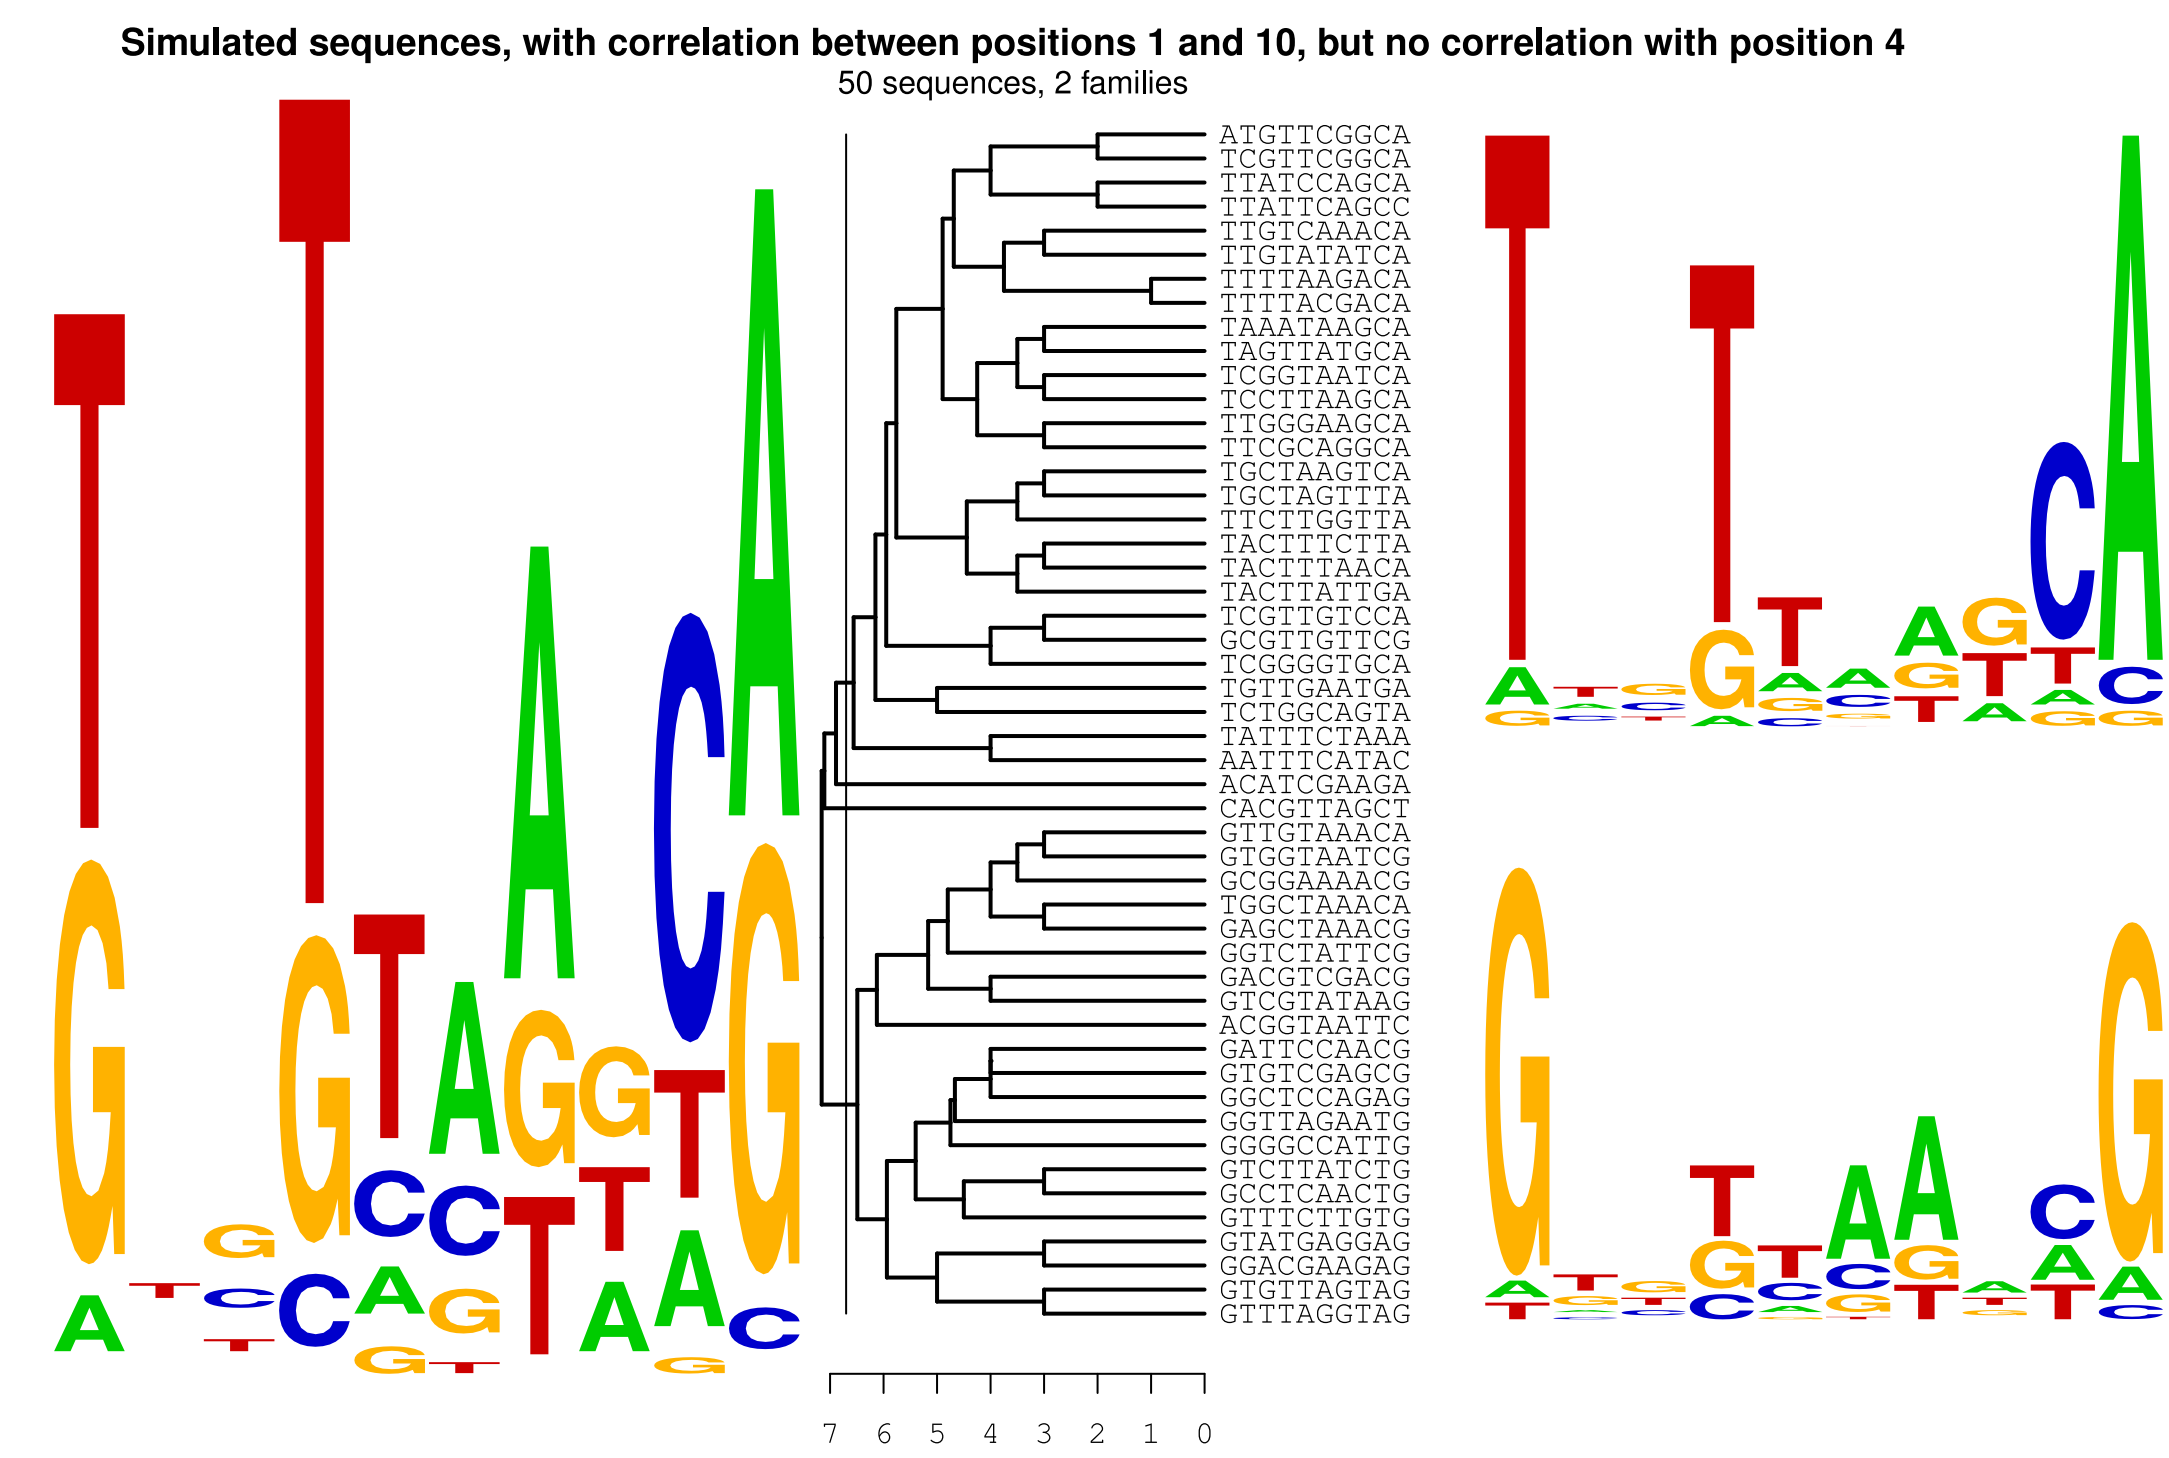 Simulated sequences, with correlation between positions 1 and 10, but no correlation with position 4
50 sequences, 2 families
T T T A C A
G T G G T A G G T G
A C C C C T T A C
T A G A G
G T
ATGTTCGGCA
TCGTTCGGCA
TTATCCAGCA
TTATTCAGCC
TTGTCAAACA
TTGTATATCA
TTTTAAGACA
TTTTACGACA
TAAATAAGCA
TAGTTATGCA
TCGGTAATCA
TCCTTAAGCA
TTGGGAAGCA
TTCGCAGGCA
TGCTAAGTCA
TGCTAGTTTA
TTCTTGGTTA
TACTTTCTTA
TACTTTAACA
TACTTATTGA
TCGTTGTCCA
GCGTTGTTCG
TCGGGGTGCA
TGTTGAATGA
TCTGGCAGTA
TATTTCTAAA
AATTTCATAC
ACATCGAAGA
CACGTTAGCT
GTTGTAAACA
GTGGTAATCG
GCGGAAAACG
TGGCTAAACA
GAGCTAAACG
GGTCTATTCG
GACGTCGACG
GTCGTATAAG
ACGGTAATTC
GATTCCAACG
GTGTCGAGCG
GGCTCCAGAG
GGTTAGAATG
GGGGCCATTG
GTCTTATCTG
GCCTCAACTG
GTTTCTTGTG
GTATGAGGAG
GGACGAAGAG
GTGTTAGTAG
GTTTAGGTAG
7 6 5 4 3 2 1 0
T T G T T A A G C A
A A C G A C G T T C
G C T A G G T A A G
C G
G T G T T A A A C G
A G T G C C G T A A
T A C C A G T G T C
C G T